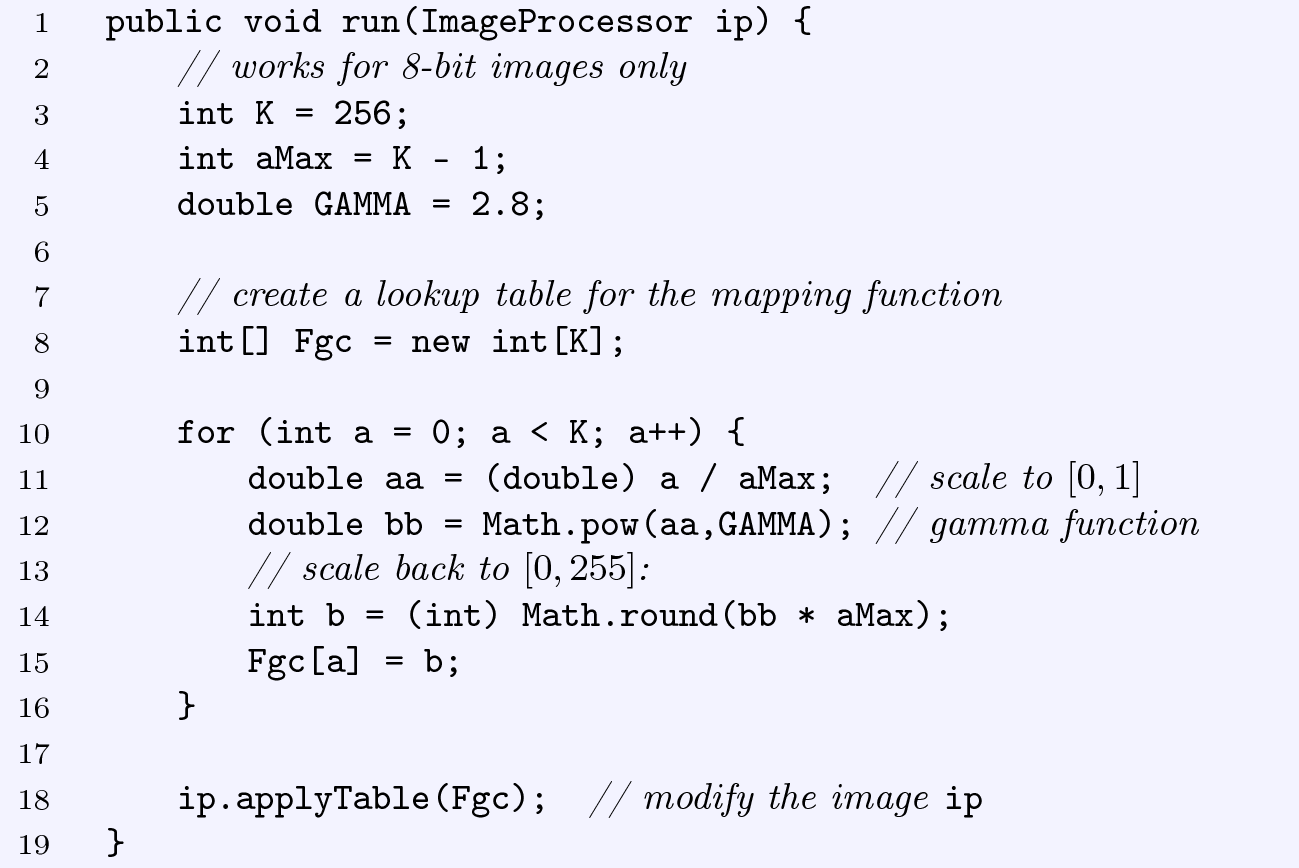 1 public void run(ImageProcessor ip) {
2 // works for 8-bit images only
3 int K = 256;
4 int aMax = K - 1;
5 double GAMMA = 2.8;
6
7 // create a lookup table for the mapping function
8 int[] Fgc = new int[K];
9
10 for (int a = 0; a < K; a++) {
11 double aa = (double) a / aMax; // scale to [0, 1]
12 double bb = Math.pow(aa,GAMMA); // gamma function
13 // scale back to [0, 255]:
14 int b = (int) Math.round(bb * aMax);
15 Fgc[a] = b;
16 }
17
18 ip.applyTable(Fgc); // modify the image ip
19 }